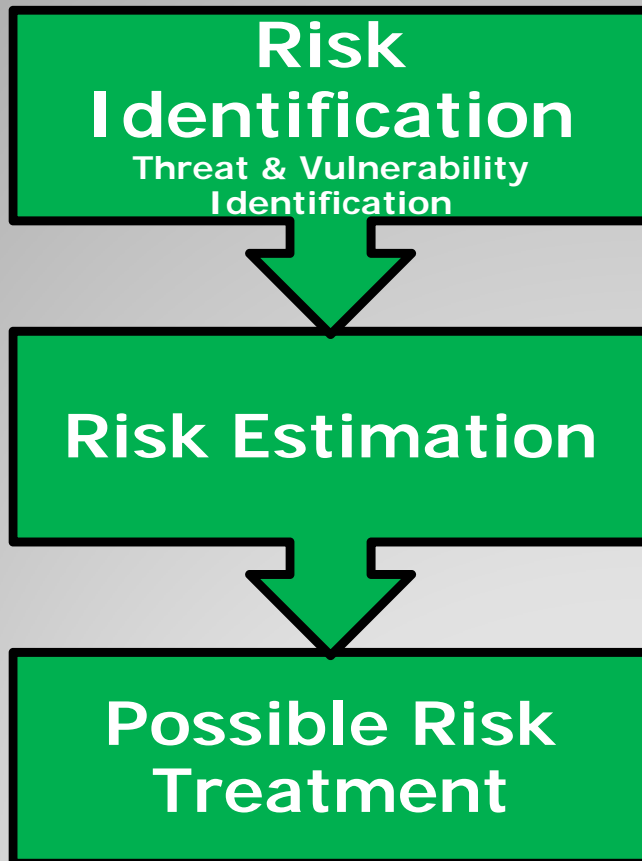 Risk
Identification
Threat & Vulnerability
Identification
Risk Estimation
Possible Risk
Treatment